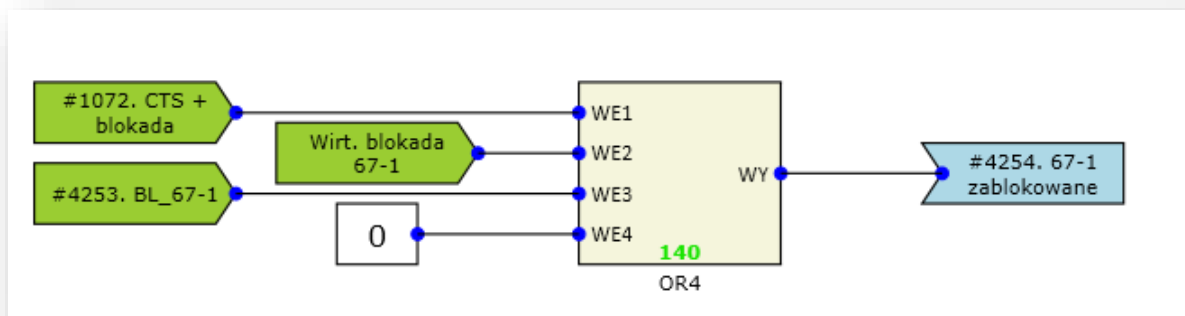 #1072. CTS +
blokada
WE1
Wirt. blokada
67-1
WE2
#4253. BL_67-1
WE3
0
WE4
WY
140
OR4
#4254. 67-1
zablokowane